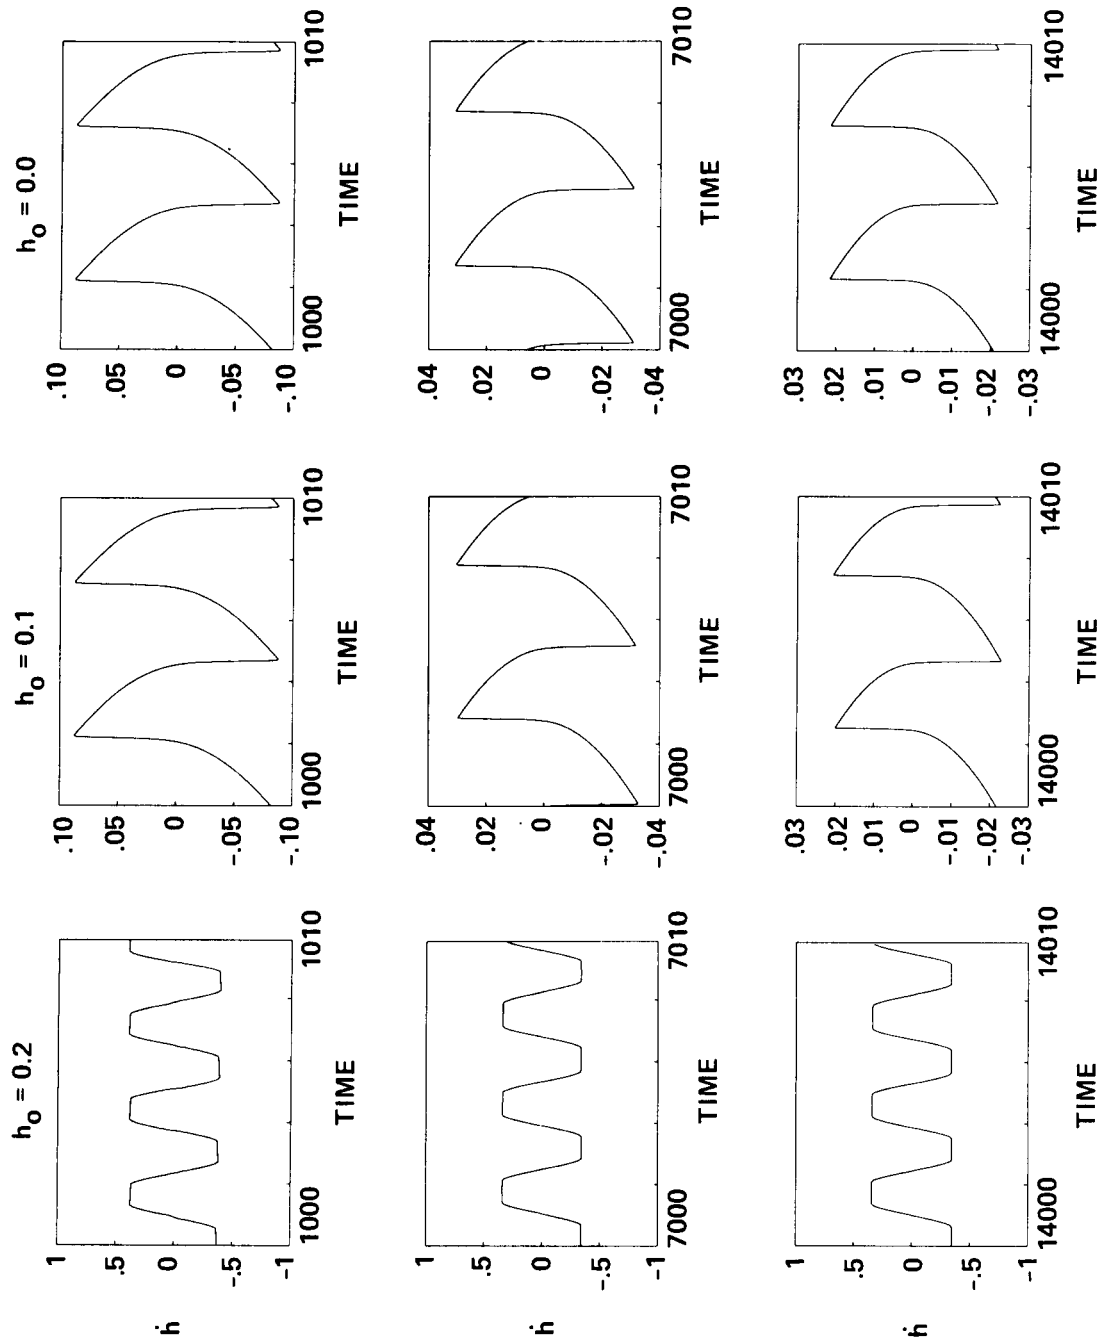 h₀ = 0.2 h₀ = 0.1 h₀ = 0.0
1 .10 .10
.5 .05 .05
ḣ 0 0 0
-.5 -.05 -.05
-1 -.10 -.10
1000 1010 1000 1010 1000 1010
TIME TIME TIME
1 .04 .04
.5 .02 .02
ḣ 0 0 0
-.5 -.02 -.02
-1 -.04 -.04
7000 7010 7000 7010 7000 7010
TIME TIME TIME
1 .03 .03
.02 .02
.5 .01 .01
ḣ 0 0 0
-.5 -.01 -.01
-.02 -.02
-1 -.03 -.03
14000 14010 14000 14010 14000 14010
TIME TIME TIME